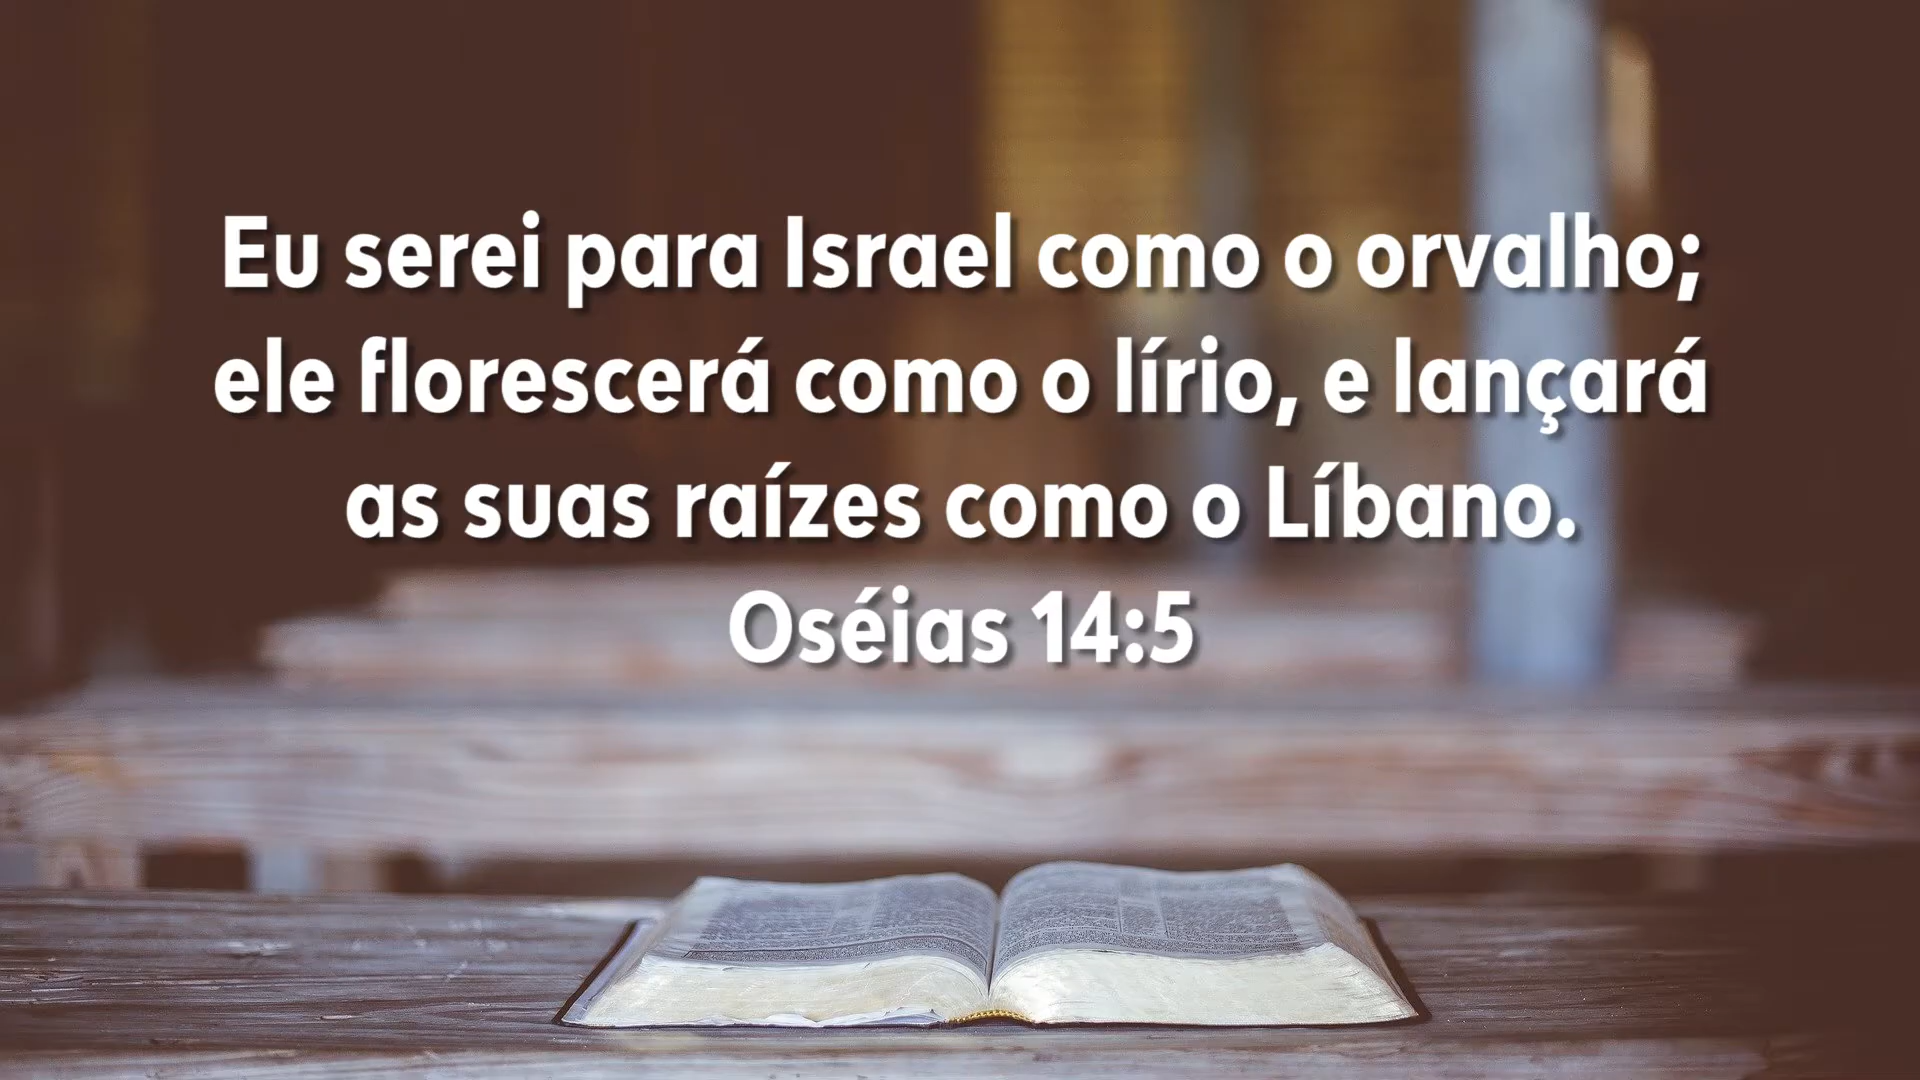 Eu serei para Israel como o orvalho;
ele florescerá como o lírio, e lançará
as suas raízes como o Líbano.
Oséias 14:5